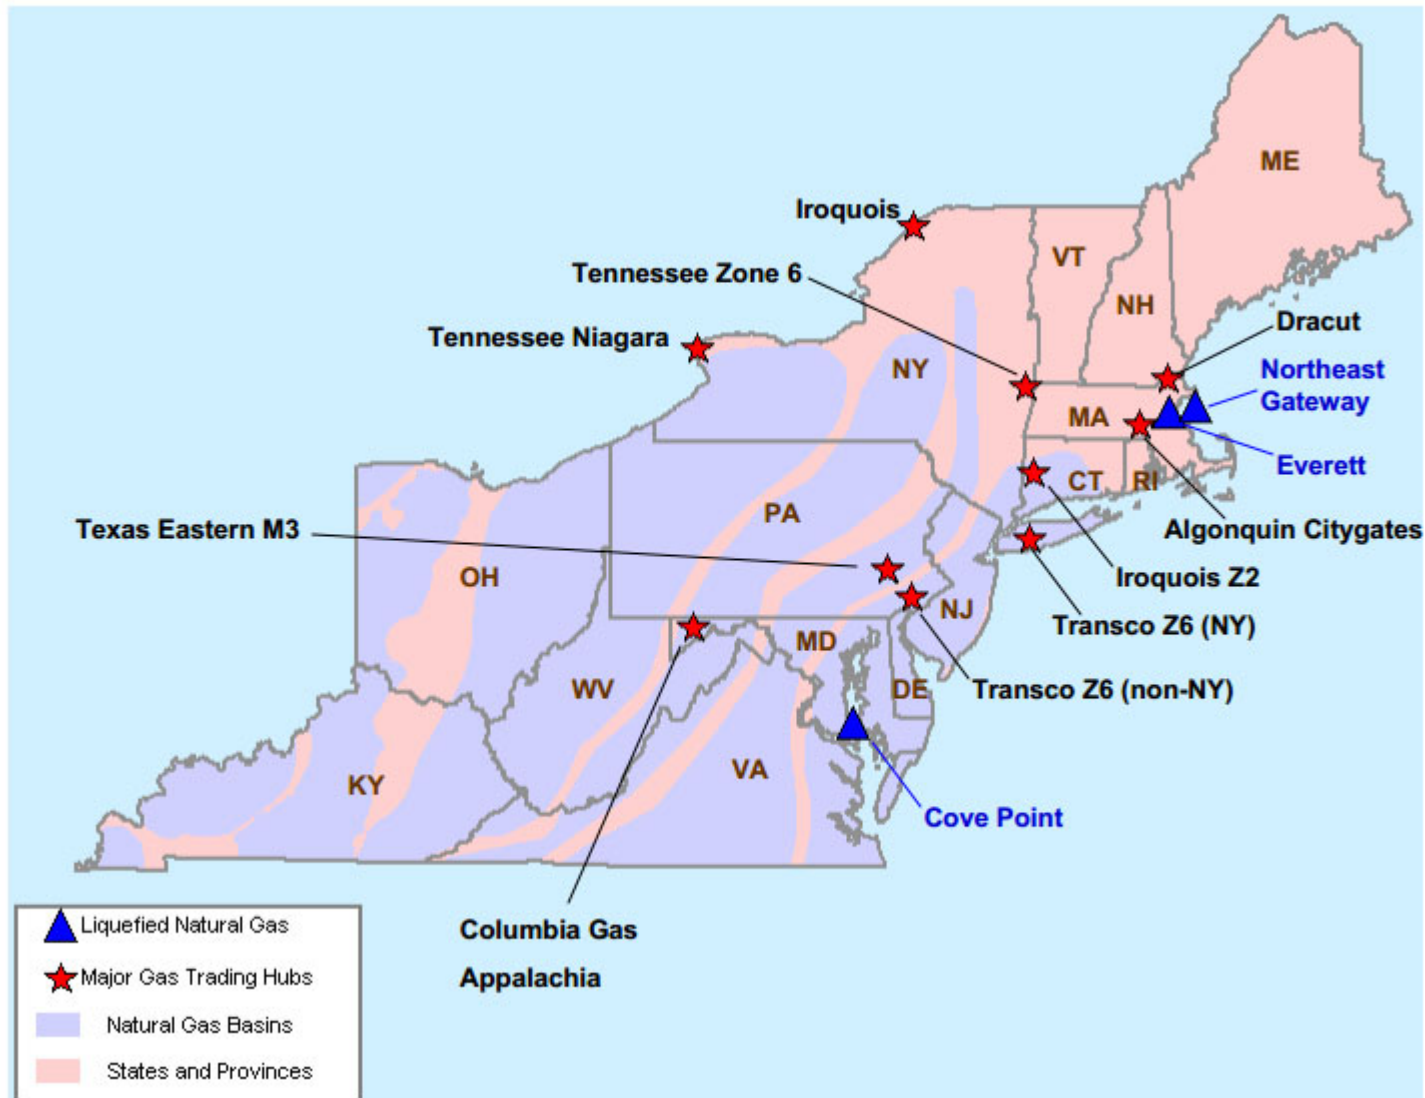 ME
Iroquois
VT
Tennessee Zone 6
NH
Dracut
Tennessee Niagara
NY
Northeast
Gateway
MA
Everett
CT
RI
PA
Texas Eastern M3
Algonquin Citygates
OH
Iroquois Z2
NJ
Transco Z6 (NY)
MD
WV
DE
Transco Z6 (non-NY)
VA
KY
Cove Point
Columbia Gas
Appalachia
Liquefied Natural Gas
Major Gas Trading Hubs
Natural Gas Basins
States and Provinces